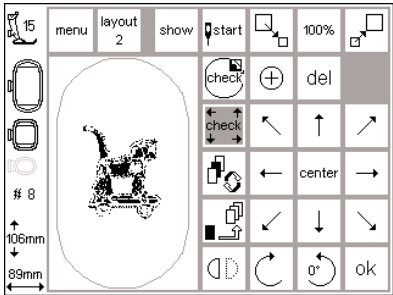 15
menu
layout
2
show
start
100%
check
del
check
center
# 8
106mm
89mm
0°
ok